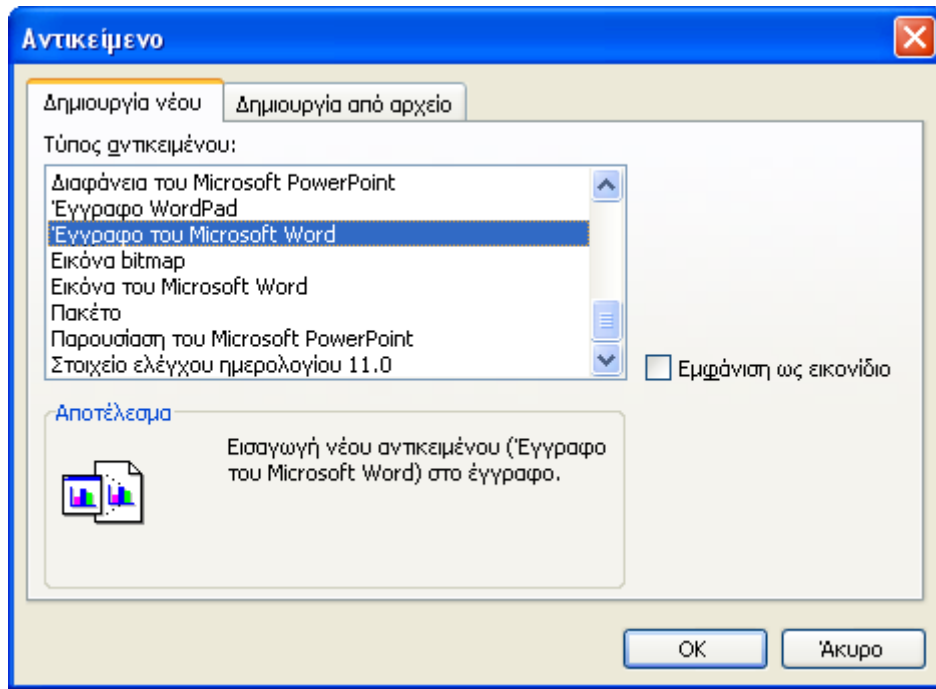 Αντικείμενο
Δημιουργία νέου
Δημιουργία από αρχείο
Τύπος αντικειμένου:
Διαφάνεια του Microsoft PowerPoint
Έγγραφο WordPad
Έγγραφο του Microsoft Word
Εικόνα bitmap
Εικόνα του Microsoft Word
Πακέτο
Παρουσίαση του Microsoft PowerPoint
Στοιχείο ελέγχου ημερολογίου 11.0
Εμφάνιση ως εικονίδιο
Αποτέλεσμα
Εισαγωγή νέου αντικειμένου (Έγγραφο
του Microsoft Word) στο έγγραφο.
OK
Άκυρο